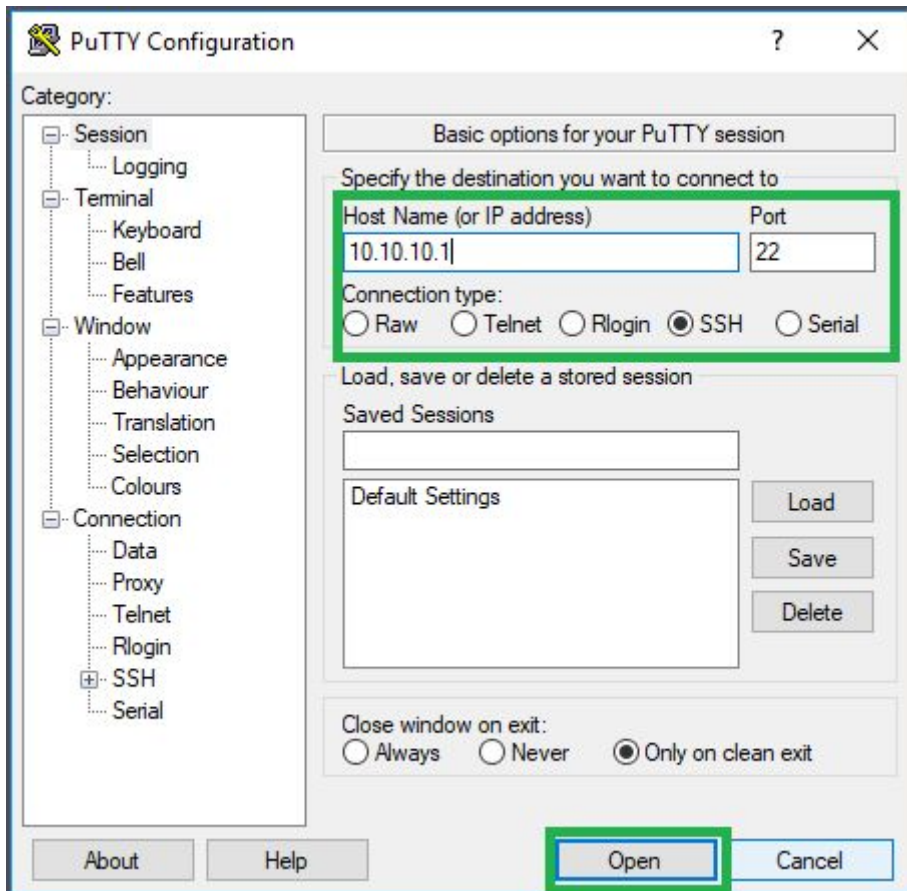 PuTTY Configuration
?
Category:
Session
Logging
Terminal
Keyboard
Bell
Features
Window
Appearance
Behaviour
Translation
Selection
Colours
Connection
Data
Proxy
Telnet
Rlogin
SSH
Serial
Basic options for your PuTTY session
Specify the destination you want to connect to
Host Name (or IP address) Port
10.10.10.1 22
Connection type:
Raw Telnet Rlogin SSH Serial
Load, save or delete a stored session
Saved Sessions
Default Settings
Load
Save
Delete
Close window on exit:
Always Never Only on clean exit
About Help Open Cancel